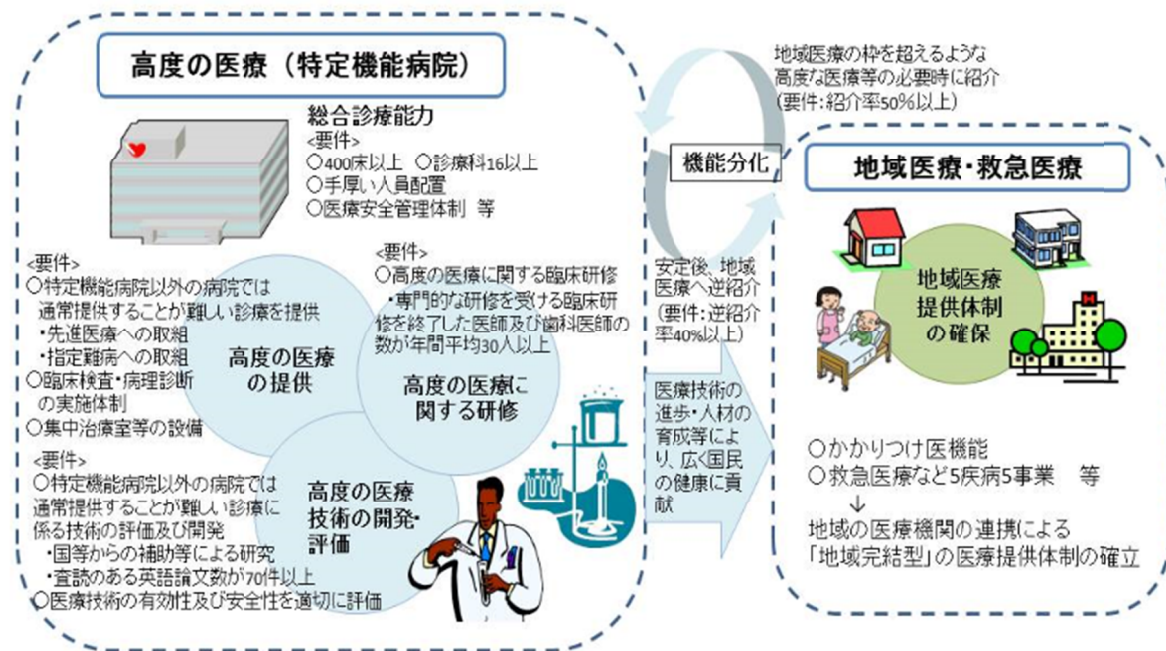 高度の医療（特定機能病院）
総合診療能力
<要件>
○400床以上　○診療科16以上
○手厚い人員配置
○医療安全管理体制　等
<要件>
○特定機能病院以外の病院では
通常提供することが難しい診療を提供
・先進医療への取組
・指定難病への取組
○臨床検査・病理診断
の実施体制
○集中治療室等の設備
高度の医療
の提供
<要件>
○高度の医療に関する臨床研修
・専門的な研修を受ける臨床研
修を終了した医師及び歯科医師の
数が年間平均30人以上
高度の医療に
関する研修
<要件>
○特定機能病院以外の病院では
通常提供することが難しい診療に
係る技術の評価及び開発
・国等からの補助等による研究
・査読のある英語論文数が70件以上
○医療技術の有効性及び安全性を適切に評価
高度の医療
技術の開発・
評価
地域医療の枠を超えるような
高度な医療等の必要時に紹介
（要件：紹介率50％以上）
機能分化
安定後、地域
医療へ逆紹介
（要件：逆紹介
率40%以上）
医療技術の
進歩・人材の
育成等によ
り、広く国民
の健康に貢
献
地域医療・救急医療
地域医療
提供体制
の確保
H
○かかりつけ医機能
○救急医療など5疾病5事業　等
↓
地域の医療機関の連携による
「地域完結型」の医療提供体制の確立